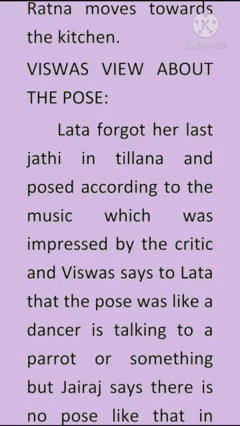 Ratna moves towards
the kitchen.
VISWAS VIEW ABOUT
THE POSE:
Lata forgot her last
jathi in tillana and
posed according to the
music which was
impressed by the critic
and Viswas says to Lata
that the pose was like a
dancer is talking to a
parrot or something
but Jairaj says there is
no pose like that in